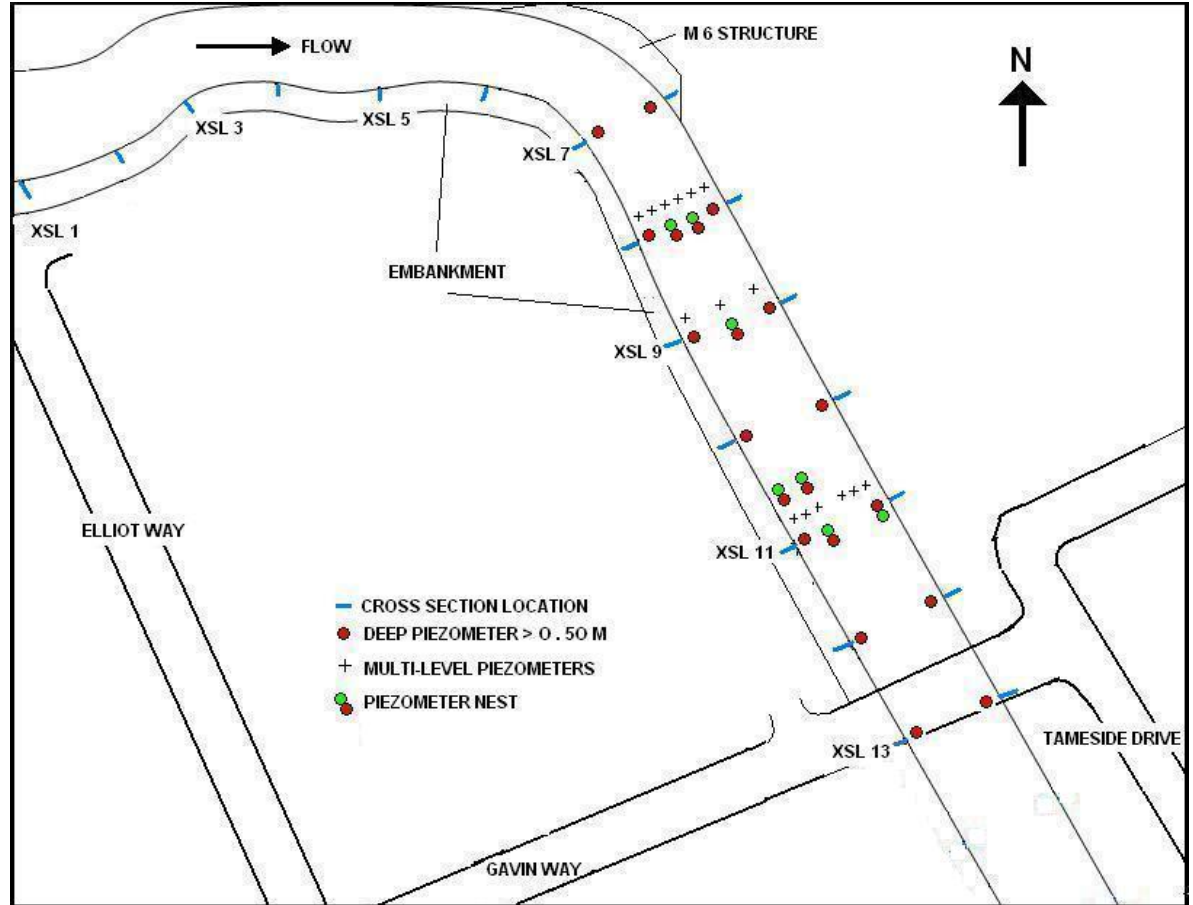 M 6 STRUCTURE
FLOW
N
XSL 3
XSL 5
XSL 7
XSL 1
EMBANKMENT
XSL 9
ELLIOT WAY
XSL 11
CROSS SECTION LOCATION
DEEP PIEZOMETER > 0 . 50 M
MULTI-LEVEL PIEZOMETERS
PIEZOMETER NEST
XSL 13
TAMESIDE DRIVE
GAVIN WAY